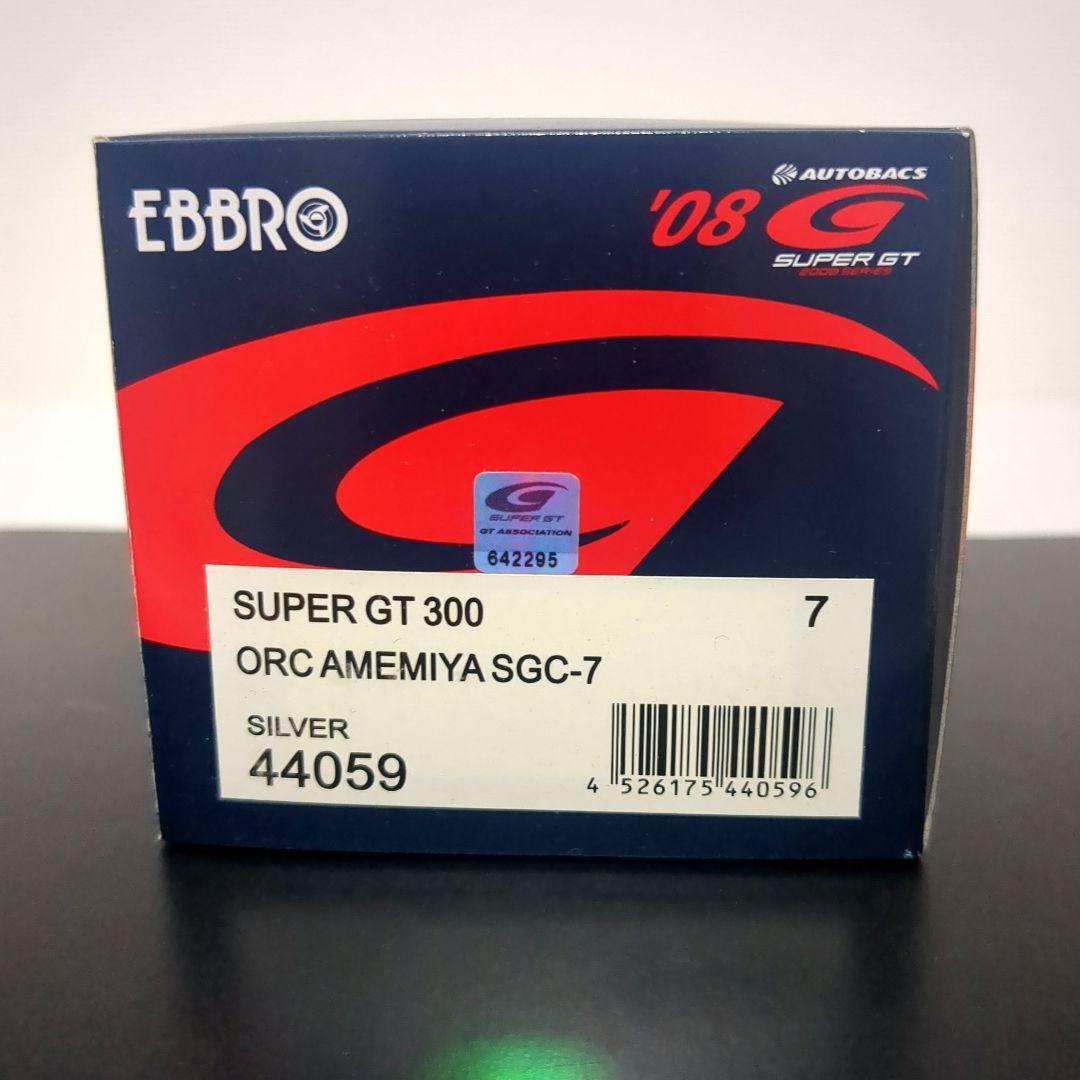 EBBRO
'08
AUTOBACS
SUPER GT
2008 SERIES
SUPER GT
GT ASSOCIATION
642295
SUPER GT 300 7
ORC AMEMIYA SGC-7
SILVER
44059
4 526175 440596